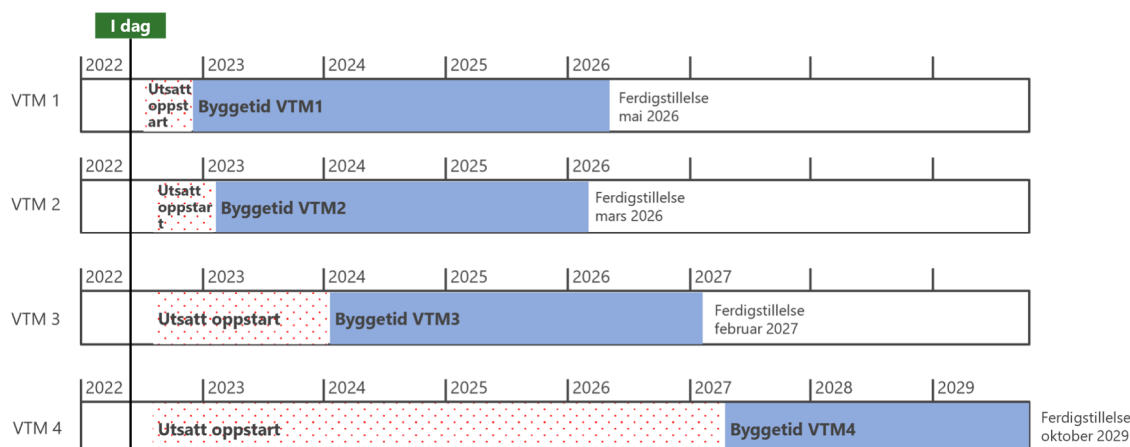 I dag
2022 2023 2024 2025 2026
VTM 1
Utsatt
oppst
art
Byggetid VTM1
Ferdigstillelse
mai 2026
2022 2023 2024 2025 2026
VTM 2
Utsatt
oppstar
t
Byggetid VTM2
Ferdigstillelse
mars 2026
2022 2023 2024 2025 2026 2027
VTM 3
Utsatt oppstart
Byggetid VTM3
Ferdigstillelse
februar 2027
2022 2023 2024 2025 2026 2027 2028 2029
VTM 4
Utsatt oppstart
Byggetid VTM4
Ferdigstillelse
oktober 2029